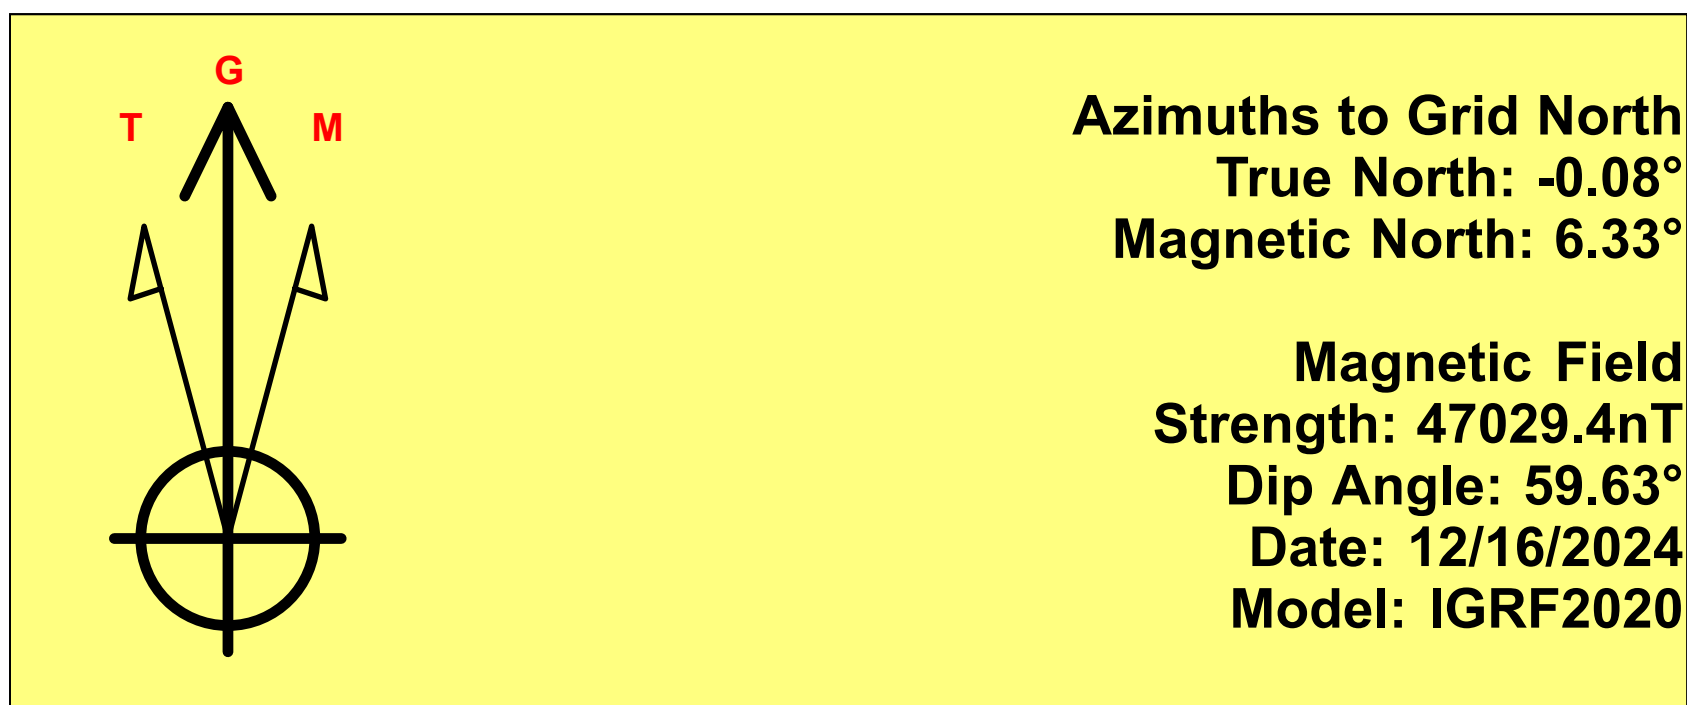 G
T
M
Azimuths to Grid North
True North: -0.08°
Magnetic North: 6.33°
Magnetic Field
Strength: 47029.4nT
Dip Angle: 59.63°
Date: 12/16/2024
Model: IGRF2020